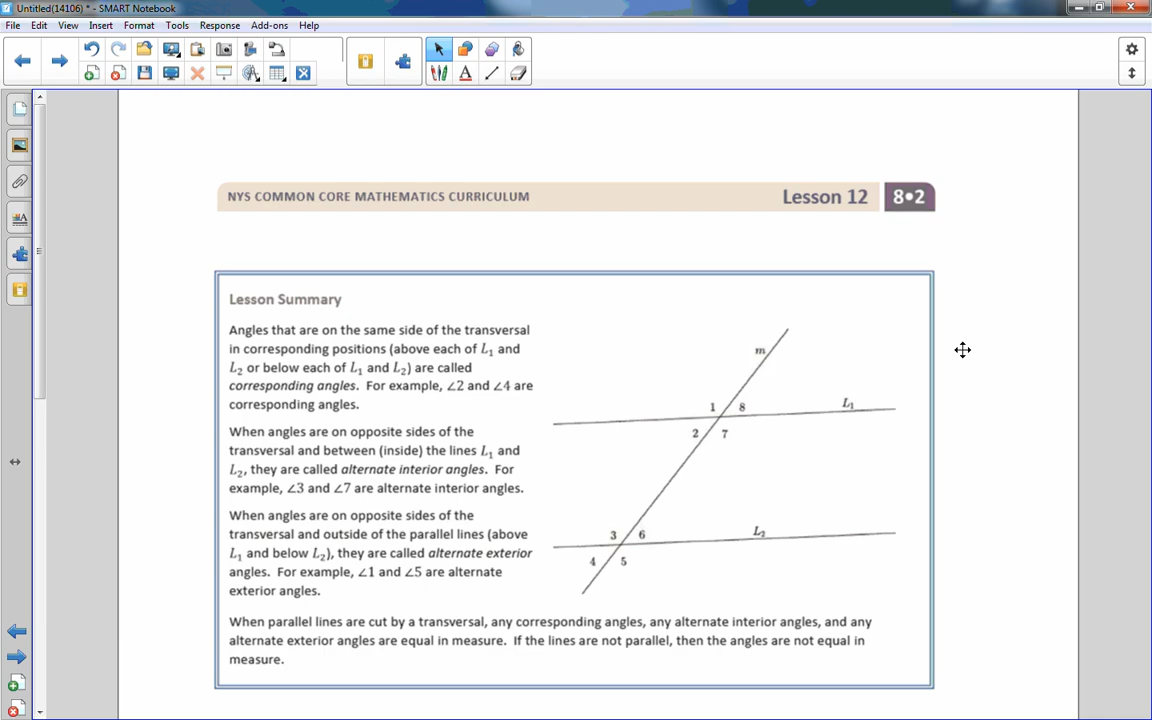 Untitled(14106) * - SMART Notebook
File Edit View Insert Format Tools Response Add-ons Help
NYS COMMON CORE MATHEMATICS CURRICULUM Lesson 12 8•2
Lesson Summary
Angles that are on the same side of the transversal
in corresponding positions (above each of L₁ and
L₂ or below each of L₁ and L₂) are called
corresponding angles. For example, ∠2 and ∠4 are
corresponding angles.
When angles are on opposite sides of the
transversal and between (inside) the lines L₁ and
L₂, they are called alternate interior angles. For
example, ∠3 and ∠7 are alternate interior angles.
When angles are on opposite sides of the
transversal and outside of the parallel lines (above
L₁ and below L₂), they are called alternate exterior
angles. For example, ∠1 and ∠5 are alternate
exterior angles.
m
1 8 L₁
2 7
3 6 L₂
4 5
When parallel lines are cut by a transversal, any corresponding angles, any alternate interior angles, and any
alternate exterior angles are equal in measure. If the lines are not parallel, then the angles are not equal in
measure.